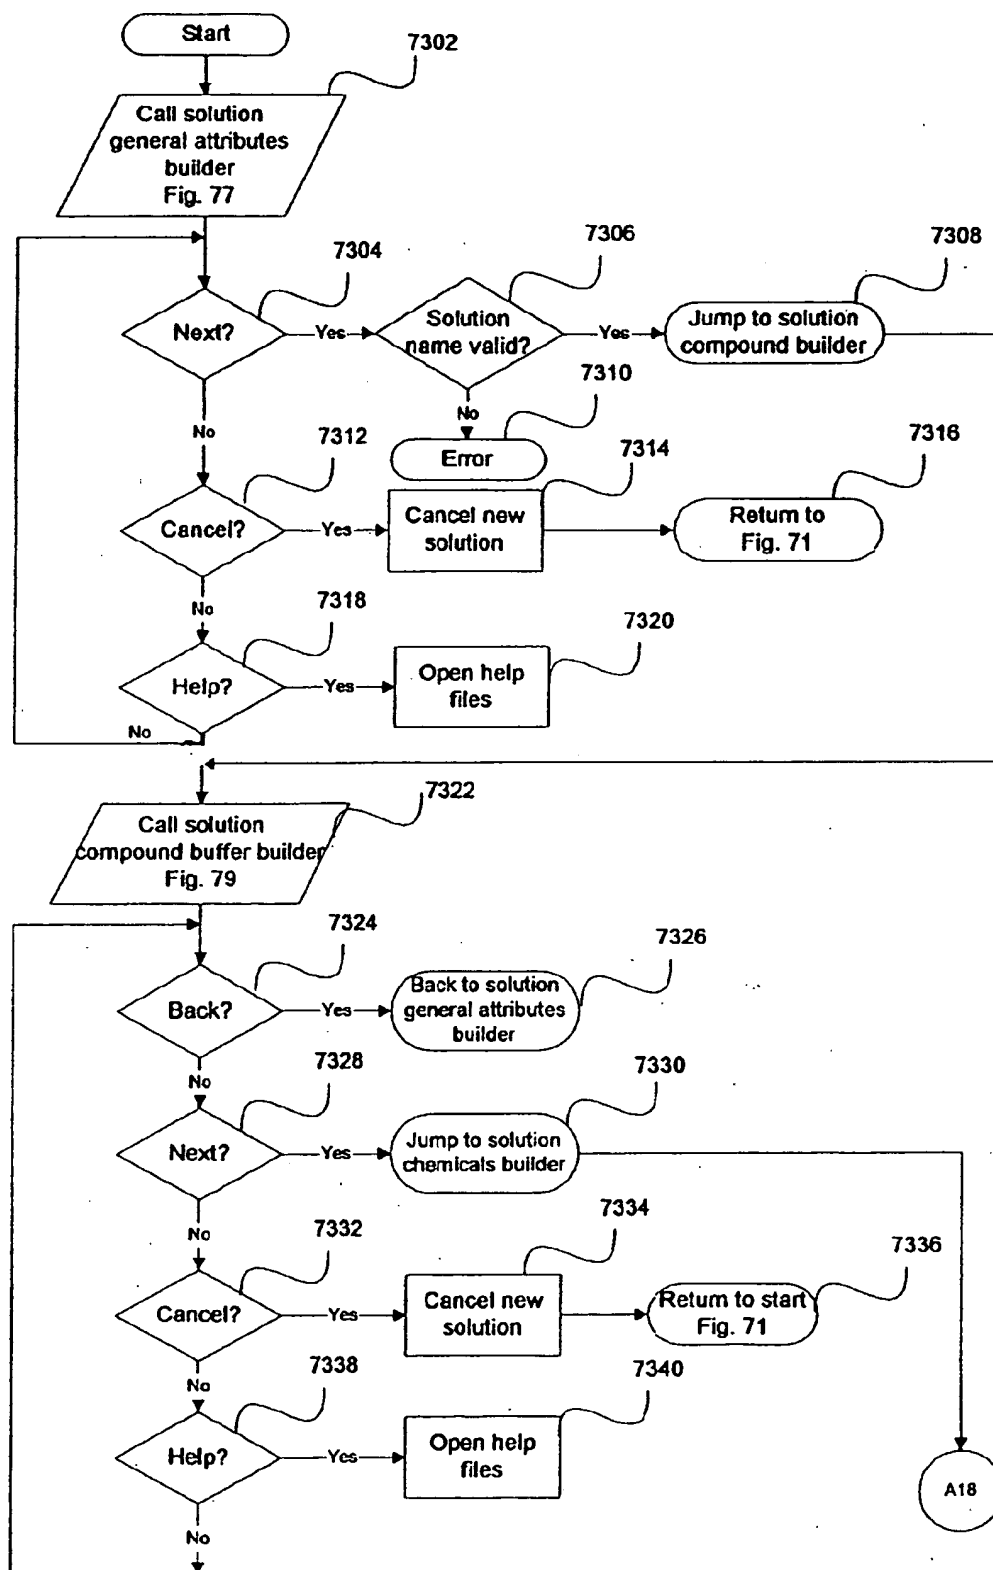 Start
7302
Call solution
general attributes
builder
Fig. 77
7304
7306
7308
Next?
Yes
Solution
name valid?
Yes
Jump to solution
compound builder
No
No
7310
Error
7312
7314
7316
Cancel?
Yes
Cancel new
solution
Return to
Fig. 71
No
7318
7320
Help?
Yes
Open help
files
No
7322
Call solution
compound buffer builder
Fig. 79
7324
7326
Back?
Yes
Back to solution
general attributes
builder
No
7328
7330
Next?
Yes
Jump to solution
chemicals builder
No
7332
7334
7336
Cancel?
Yes
Cancel new
solution
Return to start
Fig. 71
No
7338
7340
Help?
Yes
Open help
files
A18
No